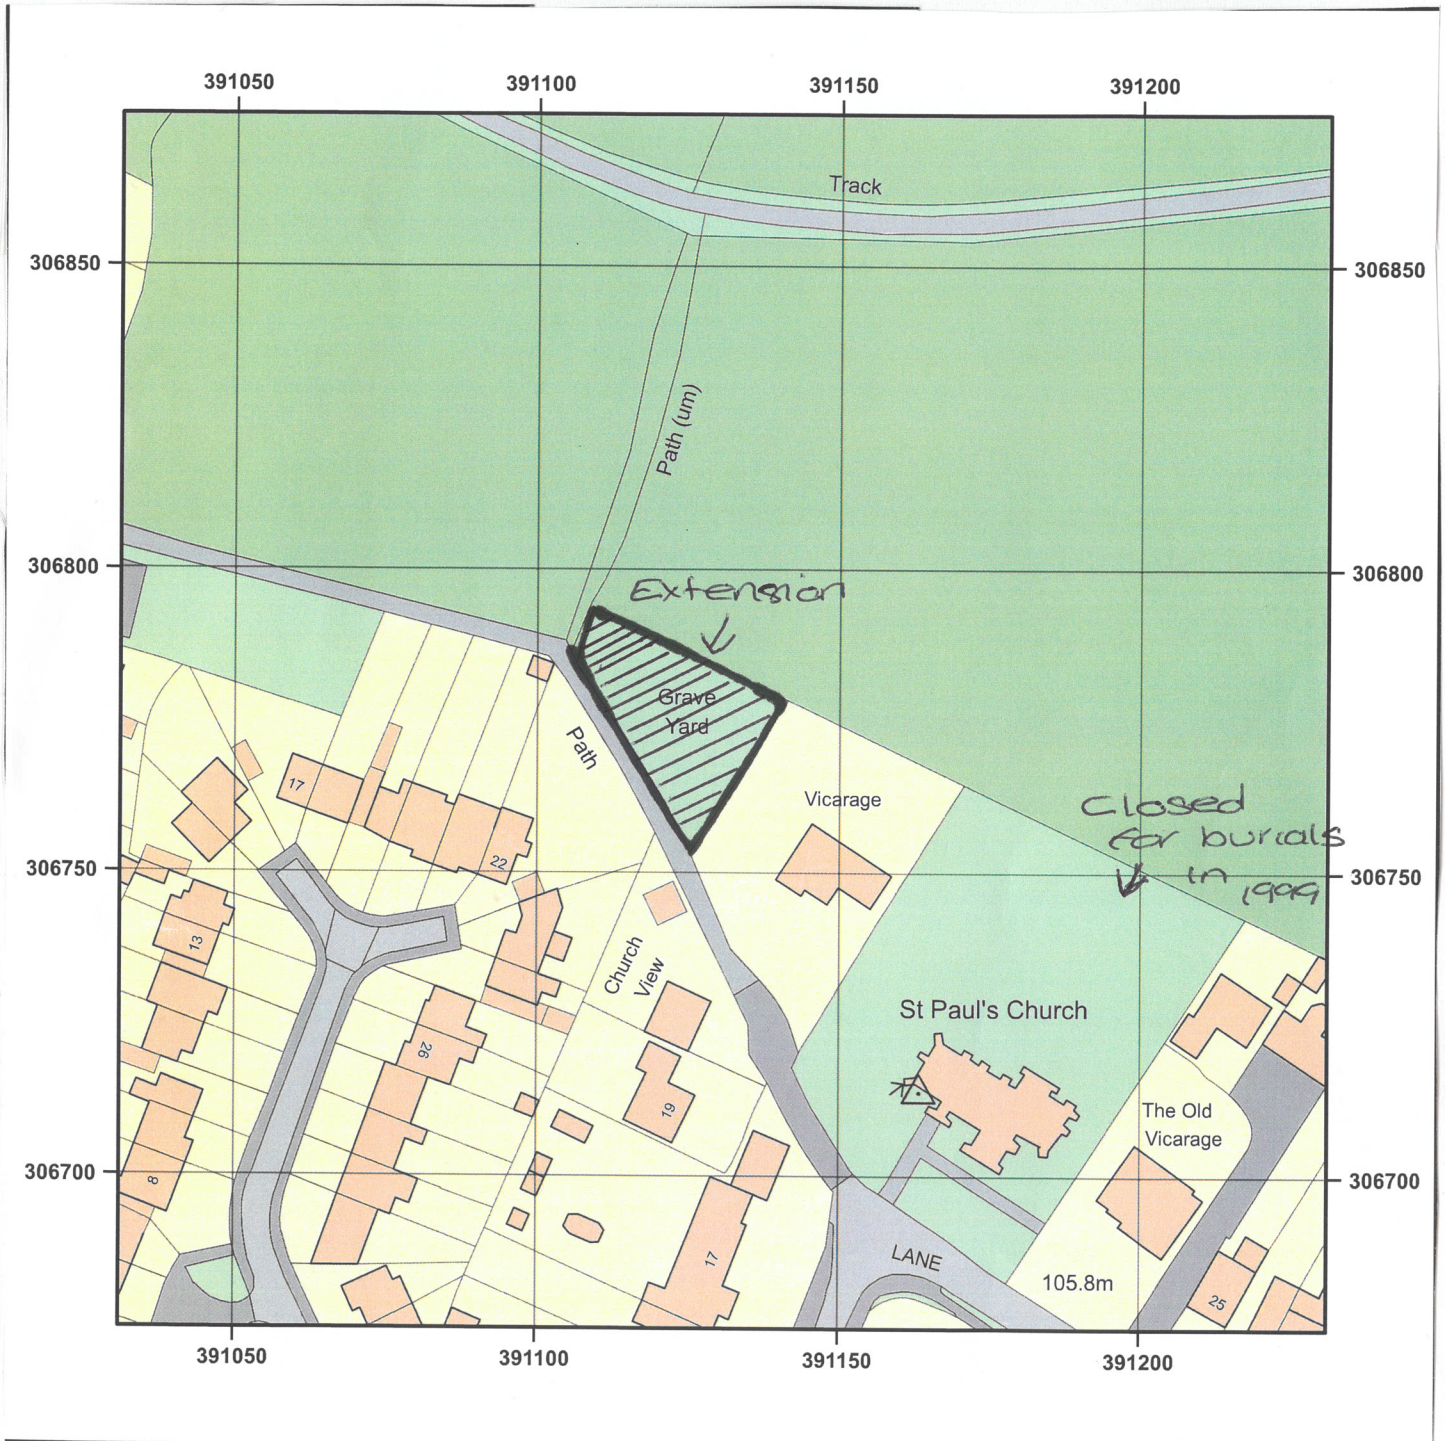 391050
391100
391150
391200
Track
306850
306850
Path (um)
306800
306800
Extension
Grave
Yard
Path
Vicarage
17
22
Closed
for burials
in 1999
306750
306750
13
Church
View
St Paul's Church
26
19
The Old
Vicarage
306700
306700
8
17
LANE
105.8m
25
391050
391100
391150
391200